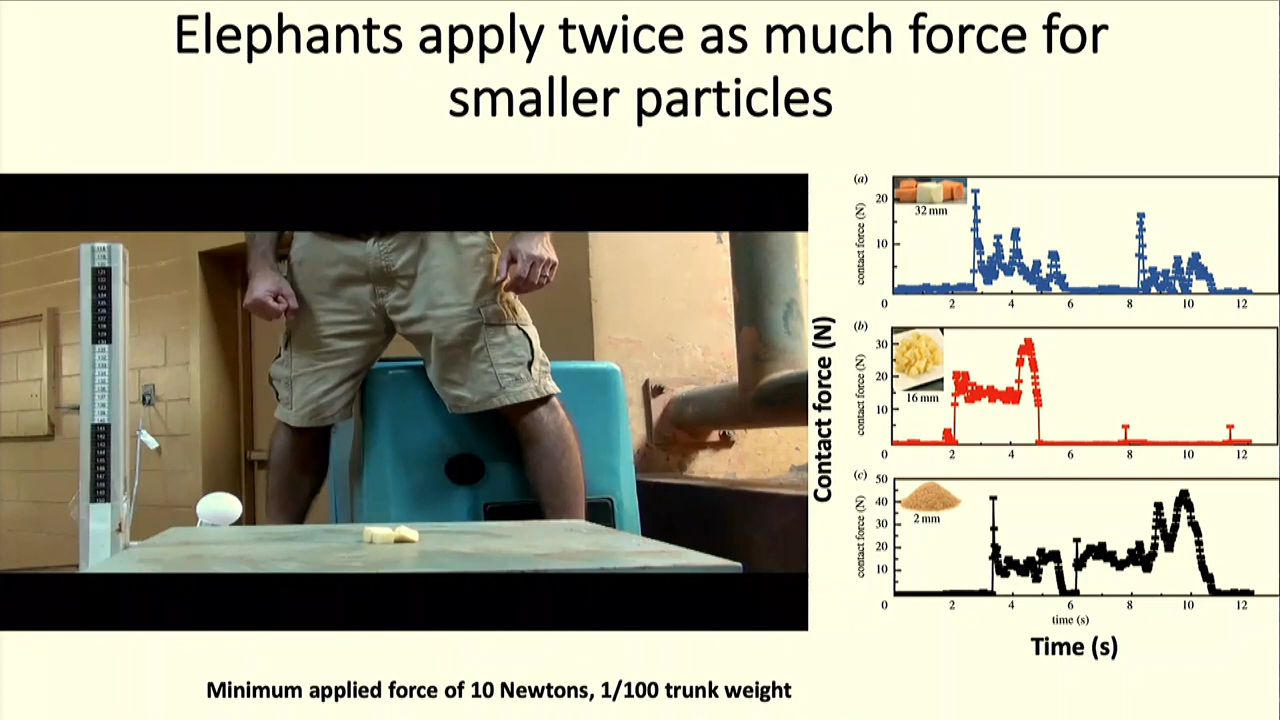 Elephants apply twice as much force for
smaller particles
(a)
contact force (N)
20
10
32 mm
0
2
4
6
8
10
12
(b)
contact force (N)
30
20
10
16 mm
0
2
4
6
8
10
12
(c)
contact force (N)
50
40
30
20
10
2 mm
0
2
4
6
8
10
12
time (s)
Contact force (N)
Time (s)
Minimum applied force of 10 Newtons, 1/100 trunk weight